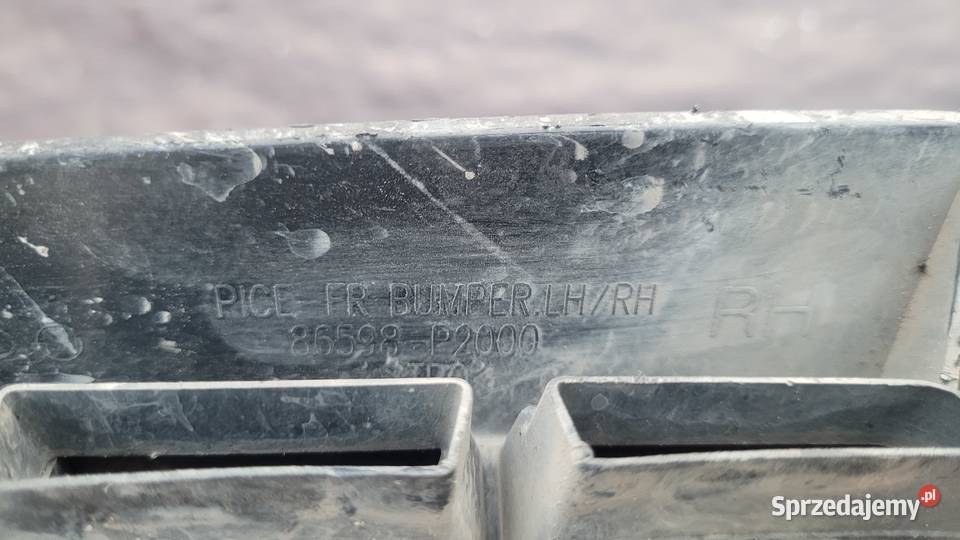 PICE FR BUMPER.LH/RH
86598-P2000
RH
Sprzedajemy.pl